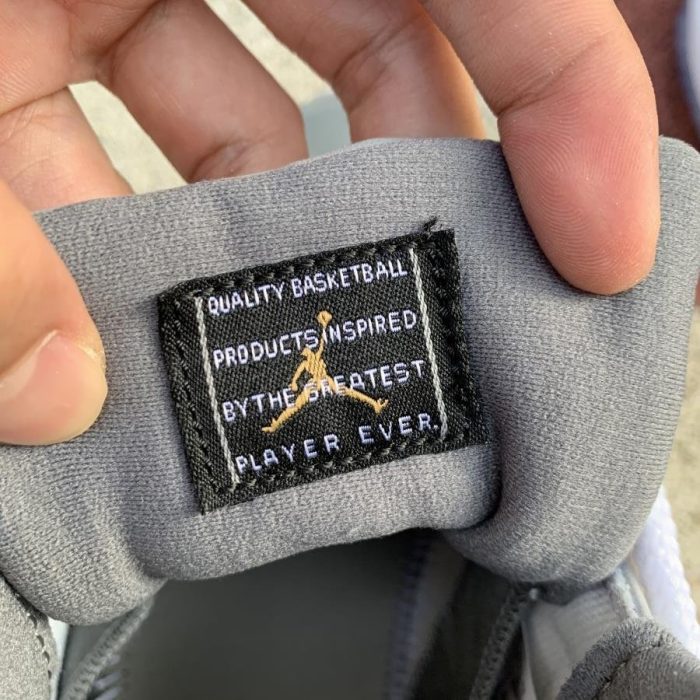 QUALITY BASKETBALL
PRODUCTS INSPIRED
BY THE GREATEST
PLAYER EVER.